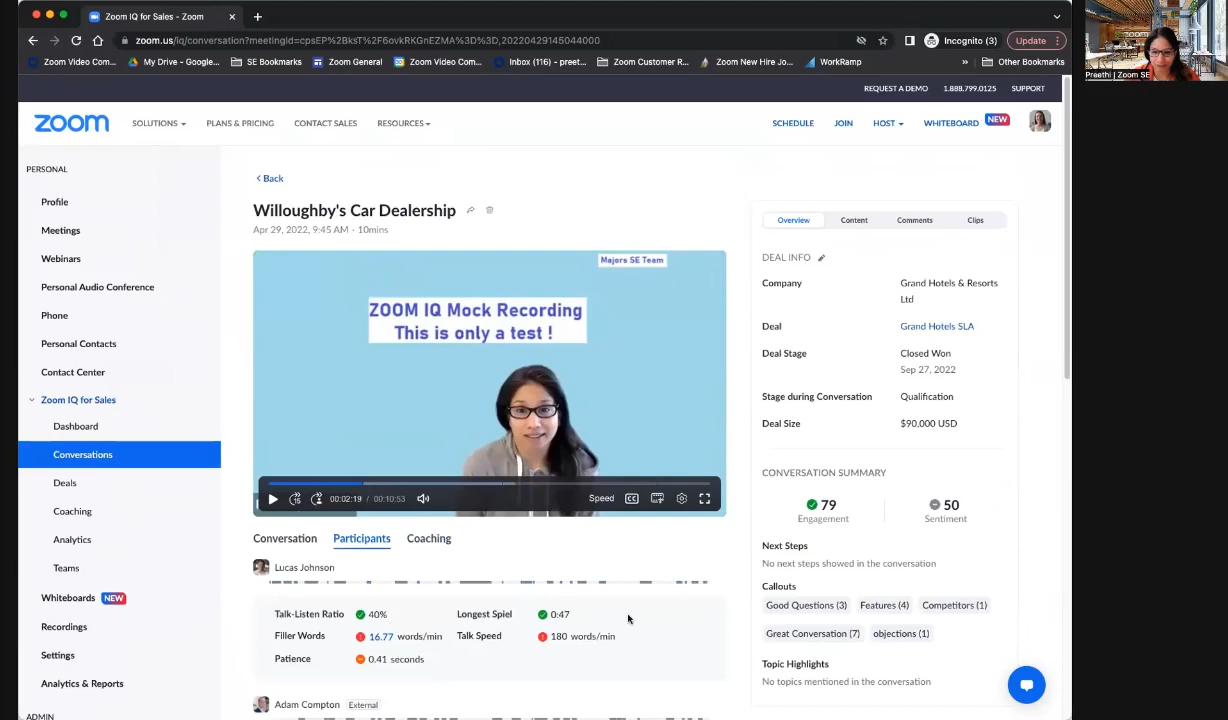 Zoom IQ for Sales - Zoom
zoom.us/iq/conversation?meetingId=cpsEP%2BksT%2F6ovkRKGnEZMA%3D%3D,20220429145044000
Incognito (3)
Update
Zoom Video Com...
My Drive - Google...
SE Bookmarks
Zoom General
Zoom Video Com...
Inbox (116) - preet...
Zoom Customer R...
Zoom New Hire Jo...
WorkRamp
»
Other Bookmarks
Preethi | Zoom SE
REQUEST A DEMO
1.888.799.0125
SUPPORT
zoom
SOLUTIONS
PLANS & PRICING
CONTACT SALES
RESOURCES
SCHEDULE
JOIN
HOST
WHITEBOARD
NEW
PERSONAL
Profile
Meetings
Webinars
Personal Audio Conference
Phone
Personal Contacts
Contact Center
Zoom IQ for Sales
Dashboard
Conversations
Deals
Coaching
Analytics
Teams
Whiteboards NEW
Recordings
Settings
Analytics & Reports
ADMIN
Back
Willoughby's Car Dealership
Apr 29, 2022, 9:45 AM · 10mins
Majors SE Team
ZOOM IQ Mock Recording
This is only a test !
15
00:02:19 / 00:10:53
Speed
CC
Conversation
Participants
Coaching
Lucas Johnson
Talk-Listen Ratio 40%
Longest Spiel 0:47
Filler Words 16.77 words/min
Talk Speed 180 words/min
Patience 0.41 seconds
Adam Compton External
Overview
Content
Comments
Clips
DEAL INFO
Company
Grand Hotels & Resorts
Ltd
Deal
Grand Hotels SLA
Deal Stage
Closed Won
Sep 27, 2022
Stage during Conversation
Qualification
Deal Size
$90,000 USD
CONVERSATION SUMMARY
79
Engagement
50
Sentiment
Next Steps
No next steps showed in the conversation
Callouts
Good Questions (3)
Features (4)
Competitors (1)
Great Conversation (7)
objections (1)
Topic Highlights
No topics mentioned in the conversation